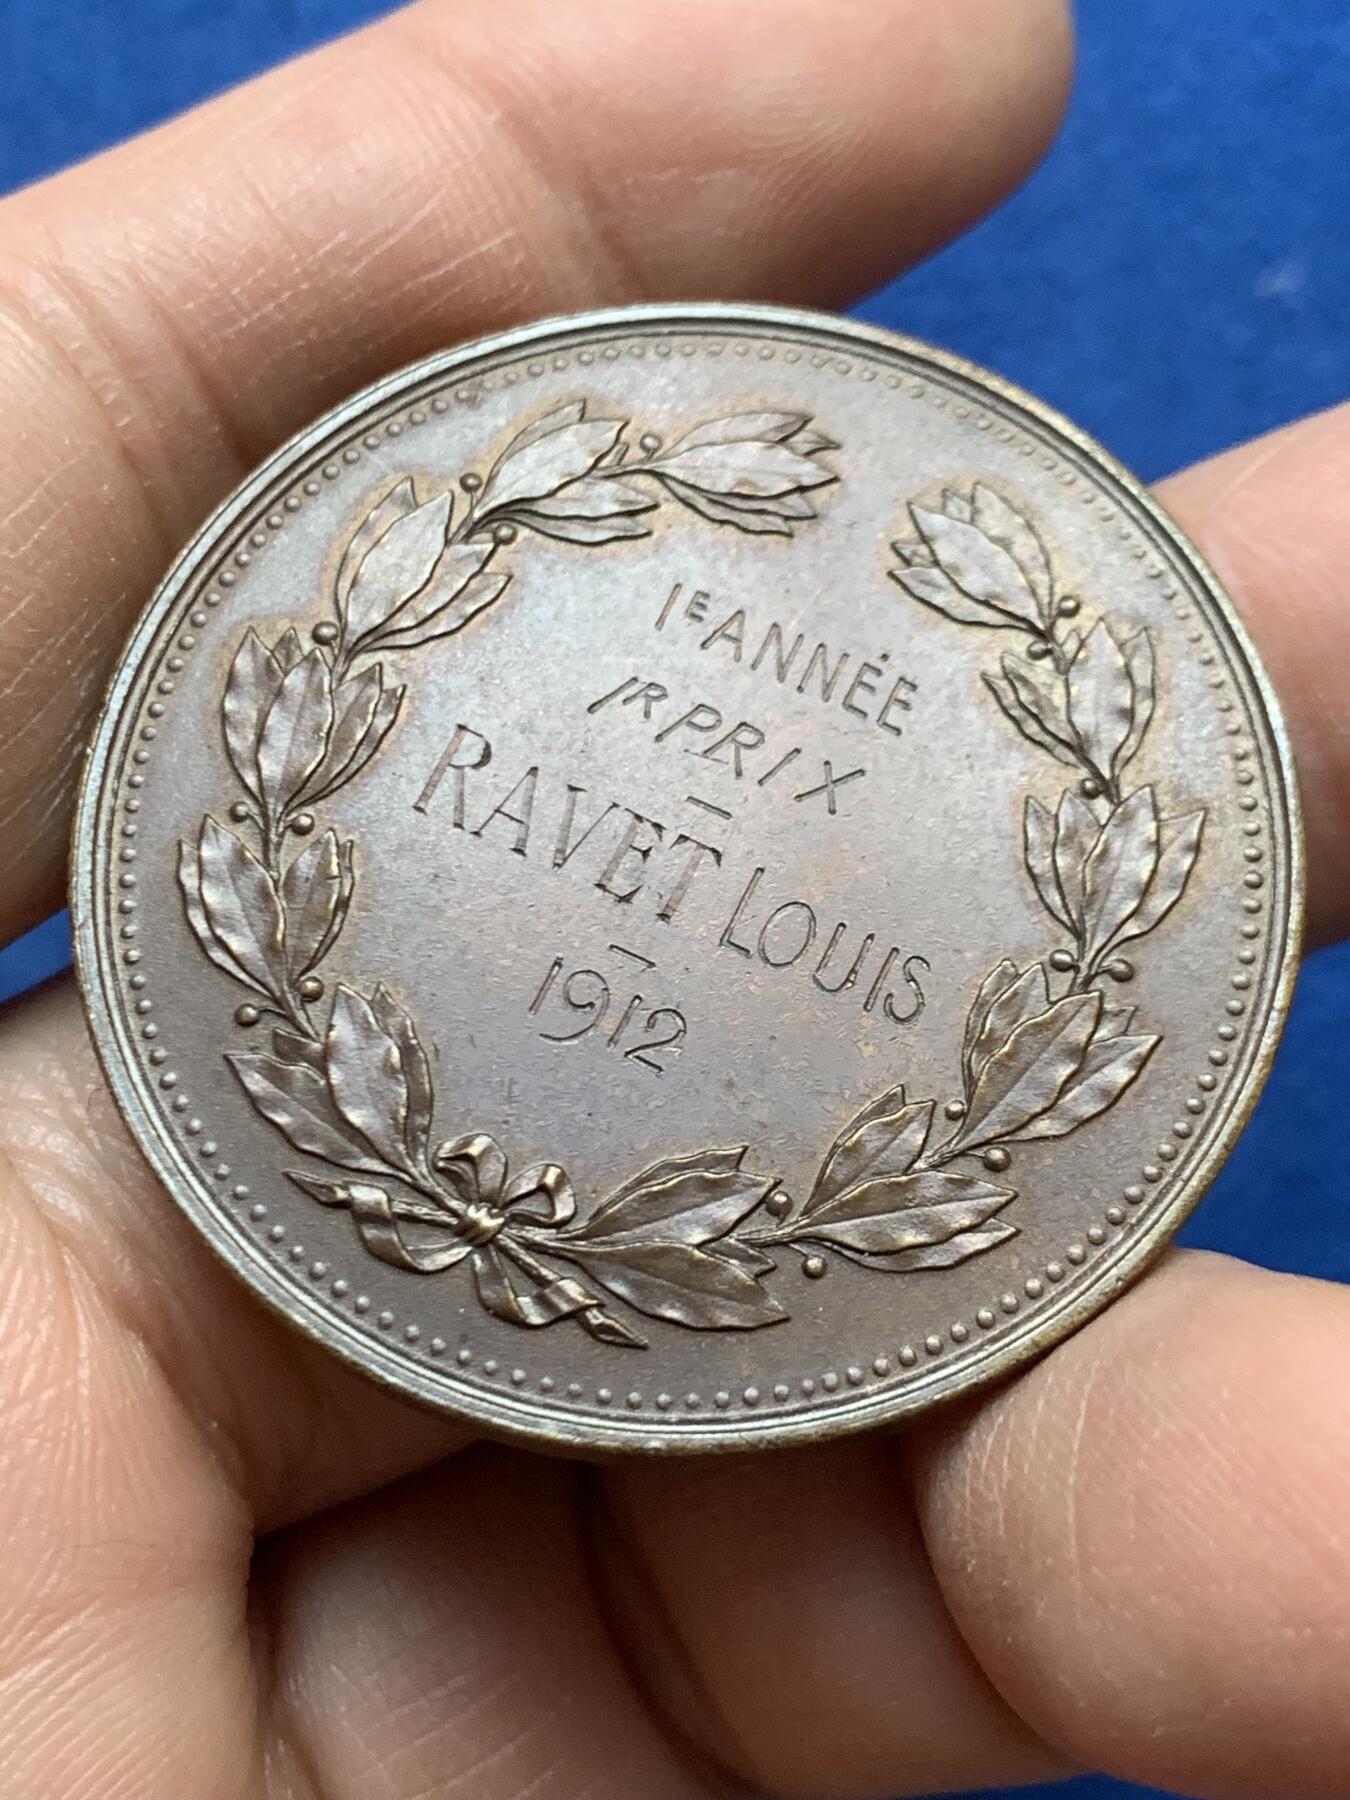 1E ANNÉE
1R PRIX
RAVET LOUIS
1912